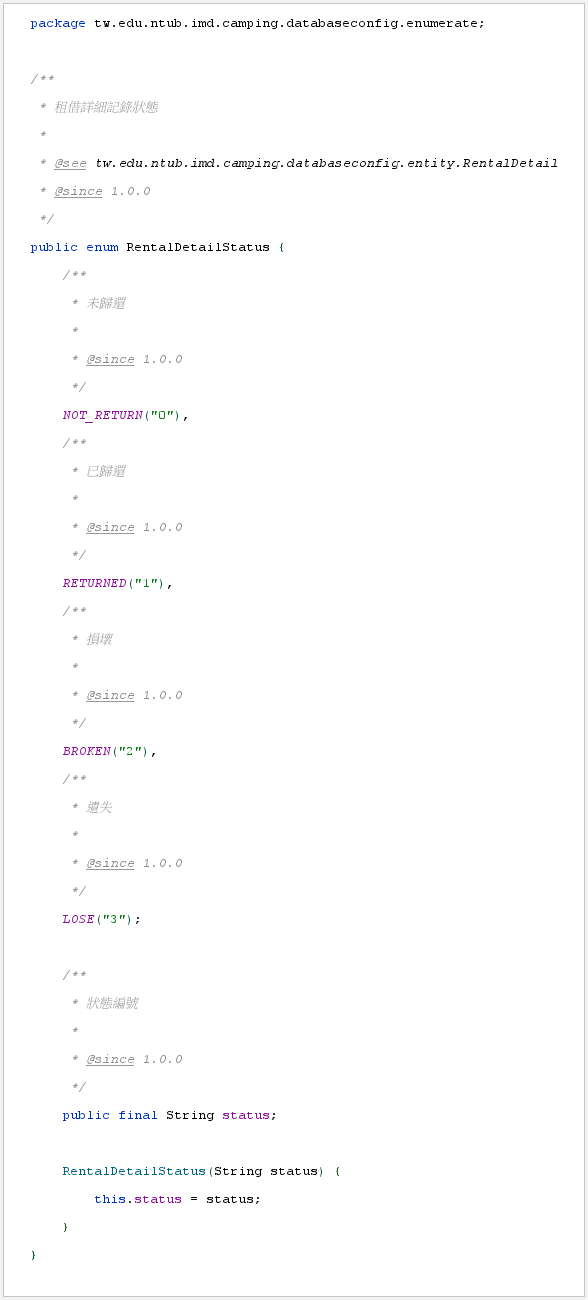 package tw.edu.ntub.imd.camping.databaseconfig.enumerate;

/**
 * 租借詳細記錄狀態
 *
 * @see tw.edu.ntub.imd.camping.databaseconfig.entity.RentalDetail
 * @since 1.0.0
 */
public enum RentalDetailStatus {
    /**
     * 未歸還
     *
     * @since 1.0.0
     */
    NOT_RETURN("0"),
    /**
     * 已歸還
     *
     * @since 1.0.0
     */
    RETURNED("1"),
    /**
     * 損壞
     *
     * @since 1.0.0
     */
    BROKEN("2"),
    /**
     * 遺失
     *
     * @since 1.0.0
     */
    LOSE("3");

    /**
     * 狀態編號
     *
     * @since 1.0.0
     */
    public final String status;

    RentalDetailStatus(String status) {
        this.status = status;
    }
}